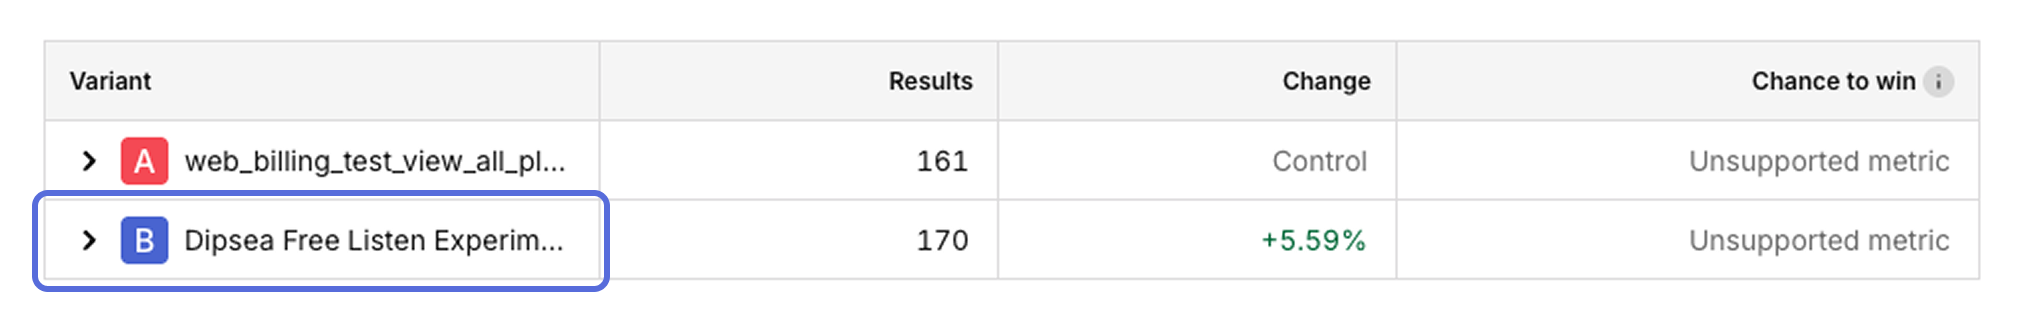 Variant Results Change Chance to win i
A web_billing_test_view_all_pl... 161 Control Unsupported metric
B Dipsea Free Listen Experim... 170 +5.59% Unsupported metric